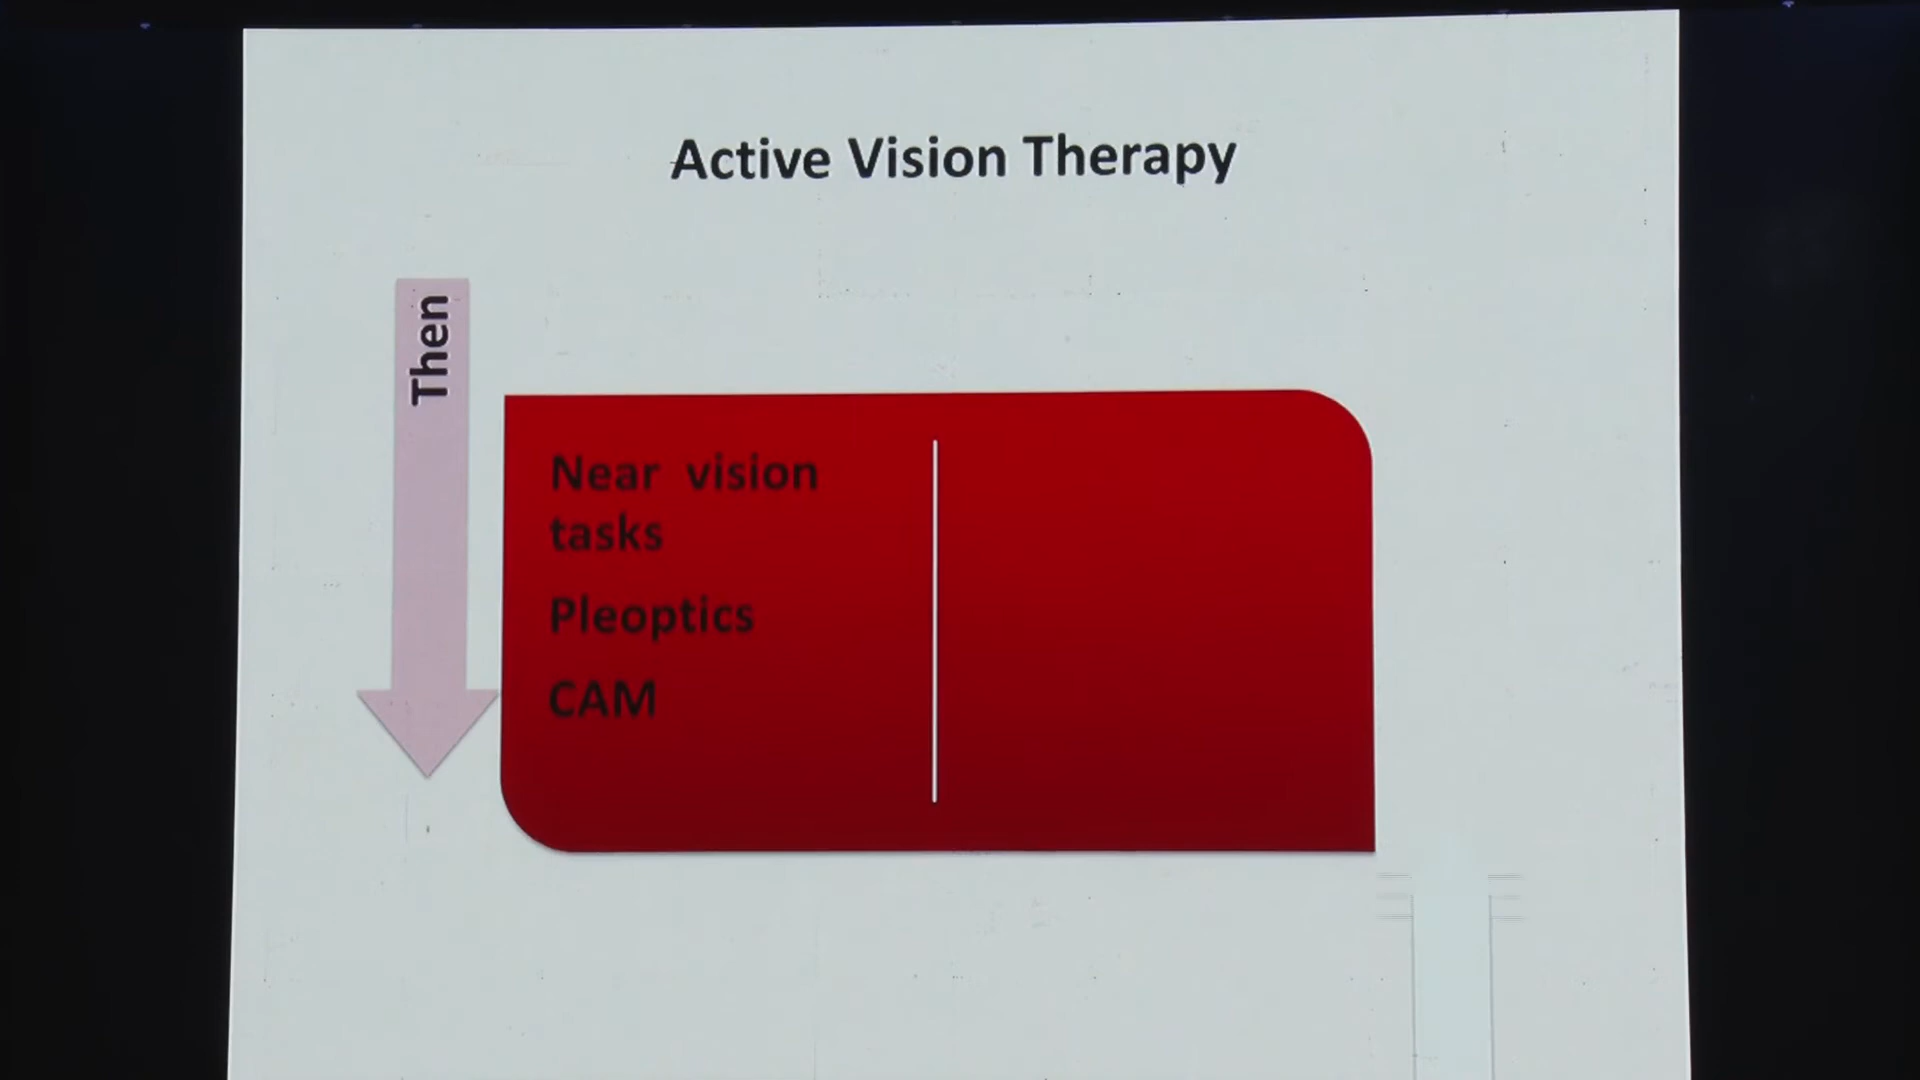 Active Vision Therapy
Then
Near vision
tasks
Pleoptics
CAM